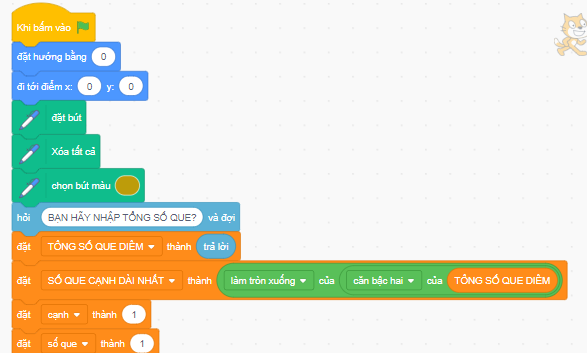 Khi bấm vào
đặt hướng bằng 0
đi tới điểm x: 0 y: 0
đặt bút
Xóa tất cả
chọn bút màu
hỏi BẠN HÃY NHẬP TỔNG SỐ QUE? và đợi
đặt TỔNG SỐ QUE DIÊM thành trả lời
đặt SỐ QUE CẠNH DÀI NHẤT thành làm tròn xuống của căn bậc hai của TỔNG SỐ QUE DIÊM
đặt cạnh thành 1
đặt số que thành 1